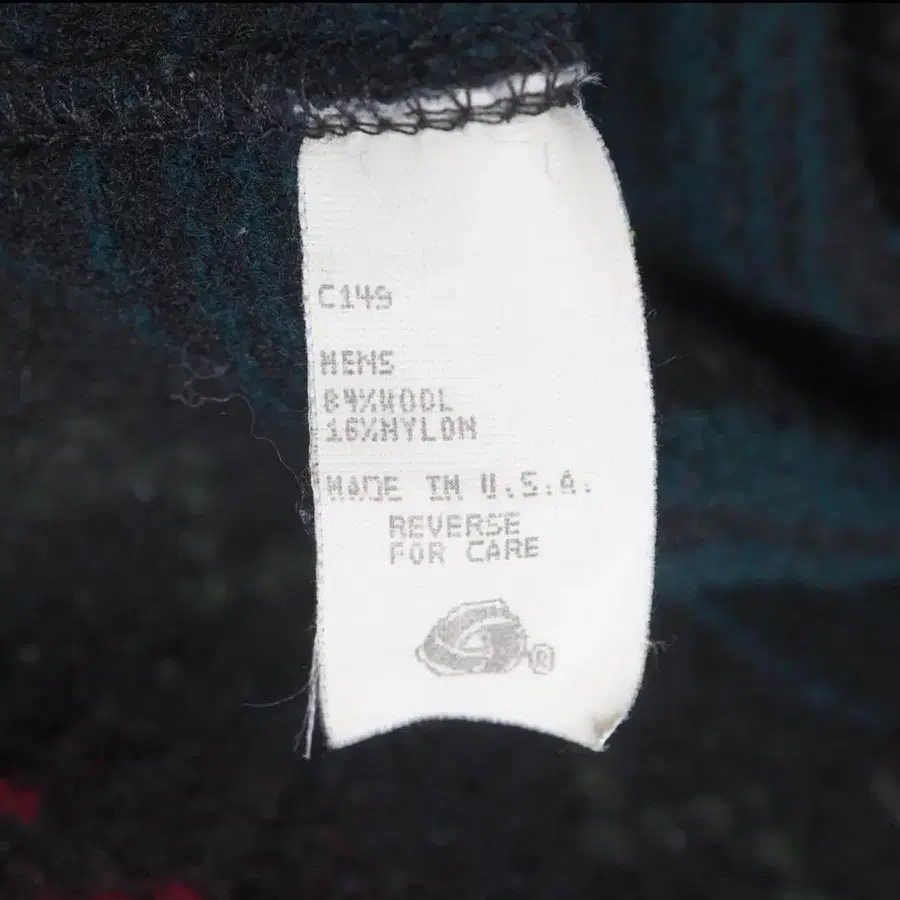 C149
MENS
84%WOOL
16%NYLON
MADE IN U.S.A.
REVERSE
FOR CARE
®